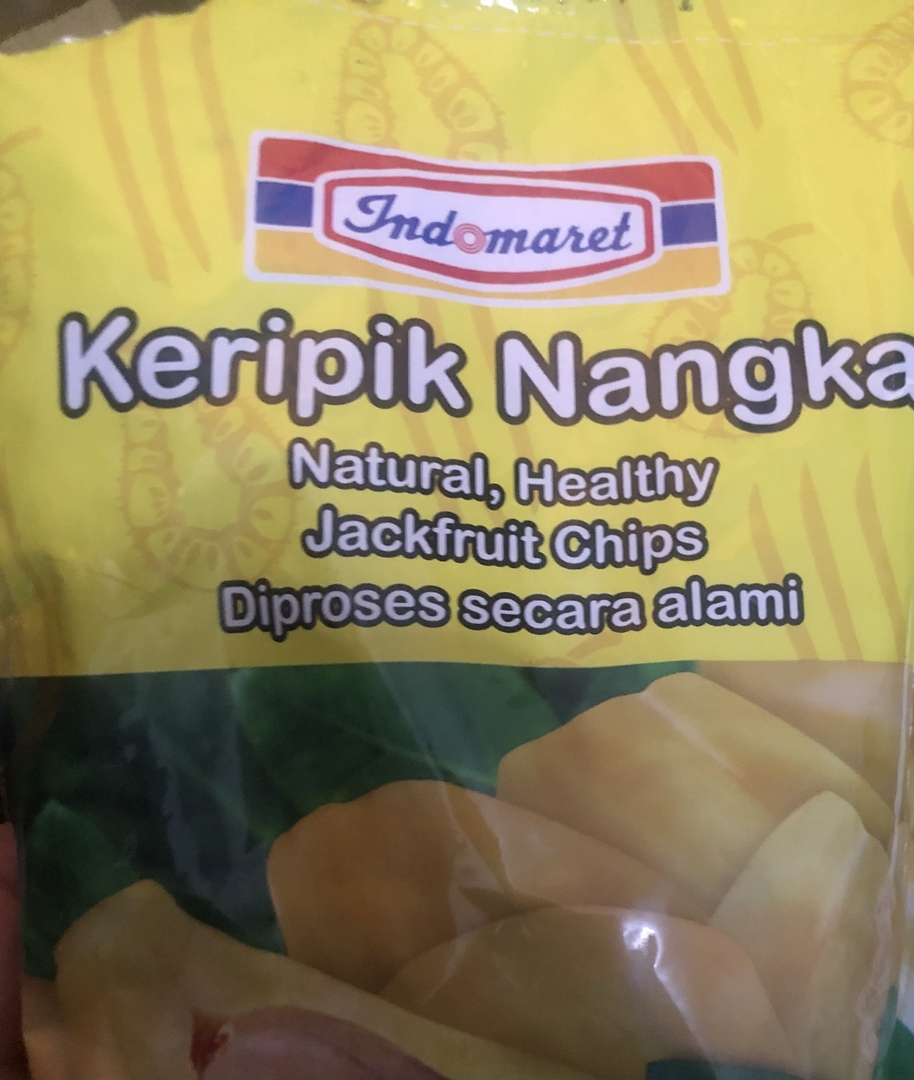 Indomaret
Keripik Nangka
Natural, Healthy
Jackfruit Chips
Diproses secara alami